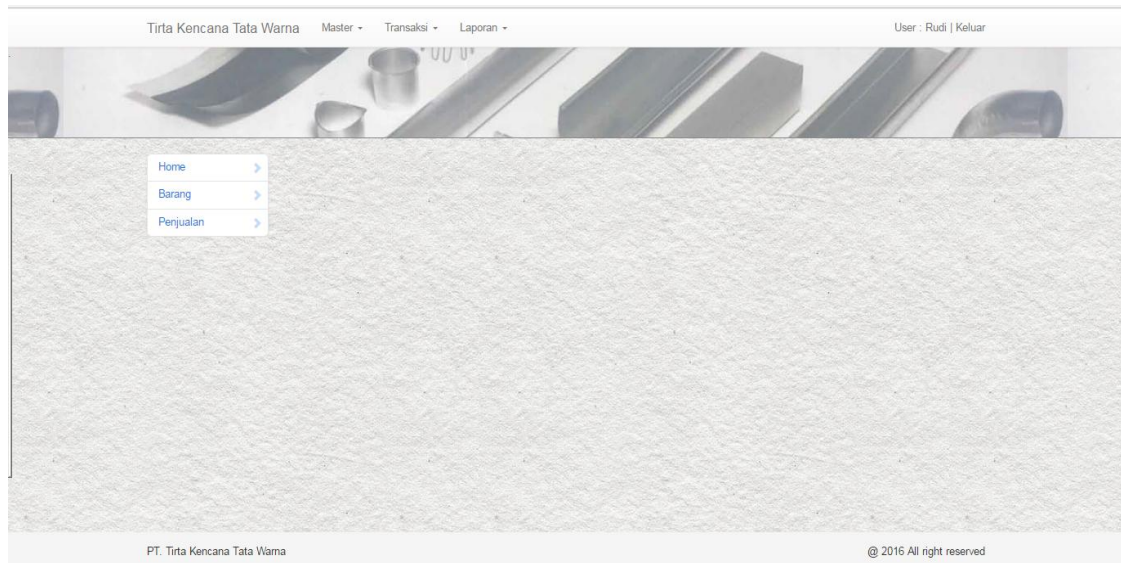 Tirta Kencana Tata Warna Master Transaksi Laporan User : Rudi | Keluar
Home
Barang
Penjualan
PT. Tirta Kencana Tata Warna @ 2016 All right reserved